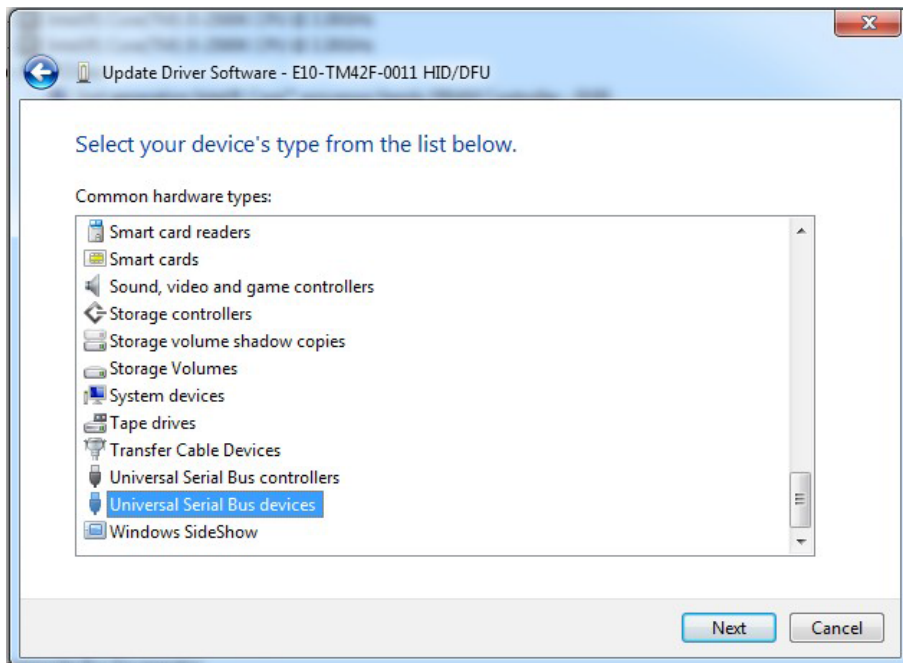 Update Driver Software - E10-TM42F-0011 HID/DFU
Select your device's type from the list below.
Common hardware types:
Smart card readers
Smart cards
Sound, video and game controllers
Storage controllers
Storage volume shadow copies
Storage Volumes
System devices
Tape drives
Transfer Cable Devices
Universal Serial Bus controllers
Universal Serial Bus devices
Windows SideShow
Next Cancel